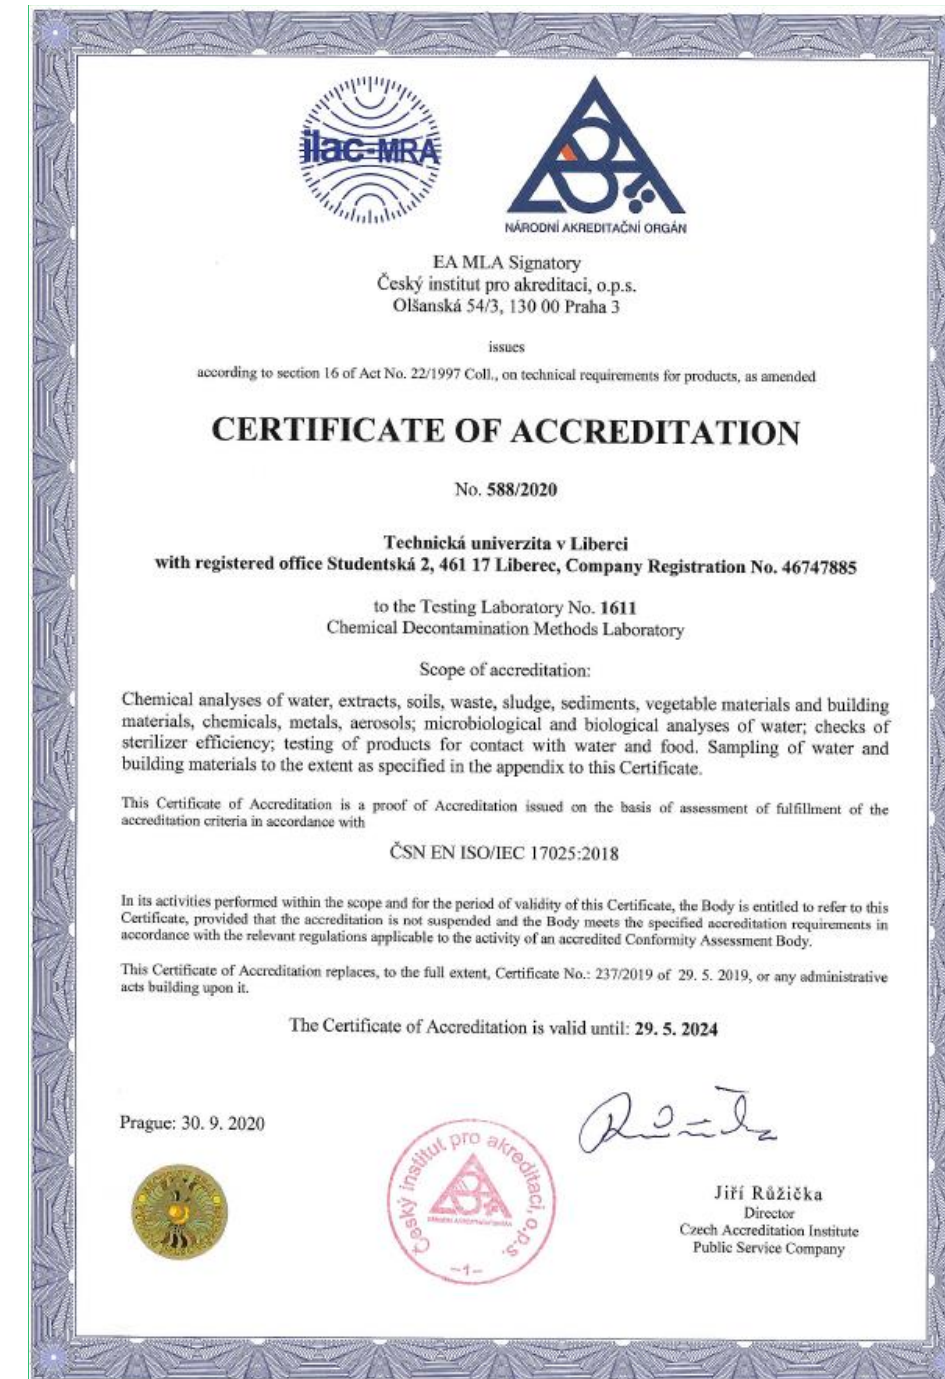 ilac-MRA
NÁRODNÍ AKREDITAČNÍ ORGÁN
EA MLA Signatory
Český institut pro akreditaci, o.p.s.
Olšanská 54/3, 130 00 Praha 3
issues
according to section 16 of Act No. 22/1997 Coll., on technical requirements for products, as amended
CERTIFICATE OF ACCREDITATION
No. 588/2020
Technická univerzita v Liberci
with registered office Studentská 2, 461 17 Liberec, Company Registration No. 46747885
to the Testing Laboratory No. 1611
Chemical Decontamination Methods Laboratory
Scope of accreditation:
Chemical analyses of water, extracts, soils, waste, sludge, sediments, vegetable materials and building
materials, chemicals, metals, aerosols; microbiological and biological analyses of water; checks of
sterilizer efficiency; testing of products for contact with water and food. Sampling of water and
building materials to the extent as specified in the appendix to this Certificate.
This Certificate of Accreditation is a proof of Accreditation issued on the basis of assessment of fulfillment of the
accreditation criteria in accordance with
ČSN EN ISO/IEC 17025:2018
In its activities performed within the scope and for the period of validity of this Certificate, the Body is entitled to refer to this
Certificate, provided that the accreditation is not suspended and the Body meets the specified accreditation requirements in
accordance with the relevant regulations applicable to the activity of an accredited Conformity Assessment Body.
This Certificate of Accreditation replaces, to the full extent, Certificate No.: 237/2019 of 29. 5. 2019, or any administrative
acts building upon it.
The Certificate of Accreditation is valid until: 29. 5. 2024
Prague: 30. 9. 2020
Český institut pro akreditaci, o.p.s.
NÁRODNÍ AKREDITAČNÍ ORGÁN
-1-
Jiří Růžička
Director
Czech Accreditation Institute
Public Service Company